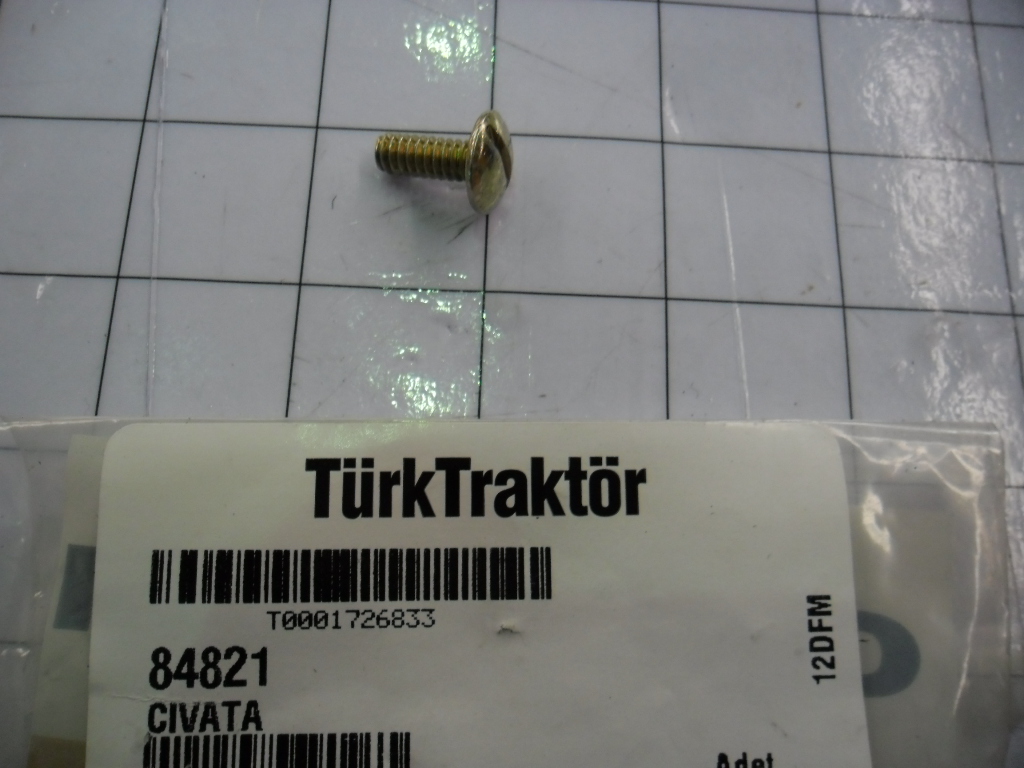 TürkTraktör
T0001726833
84821
CIVATA
12DFM
Adet